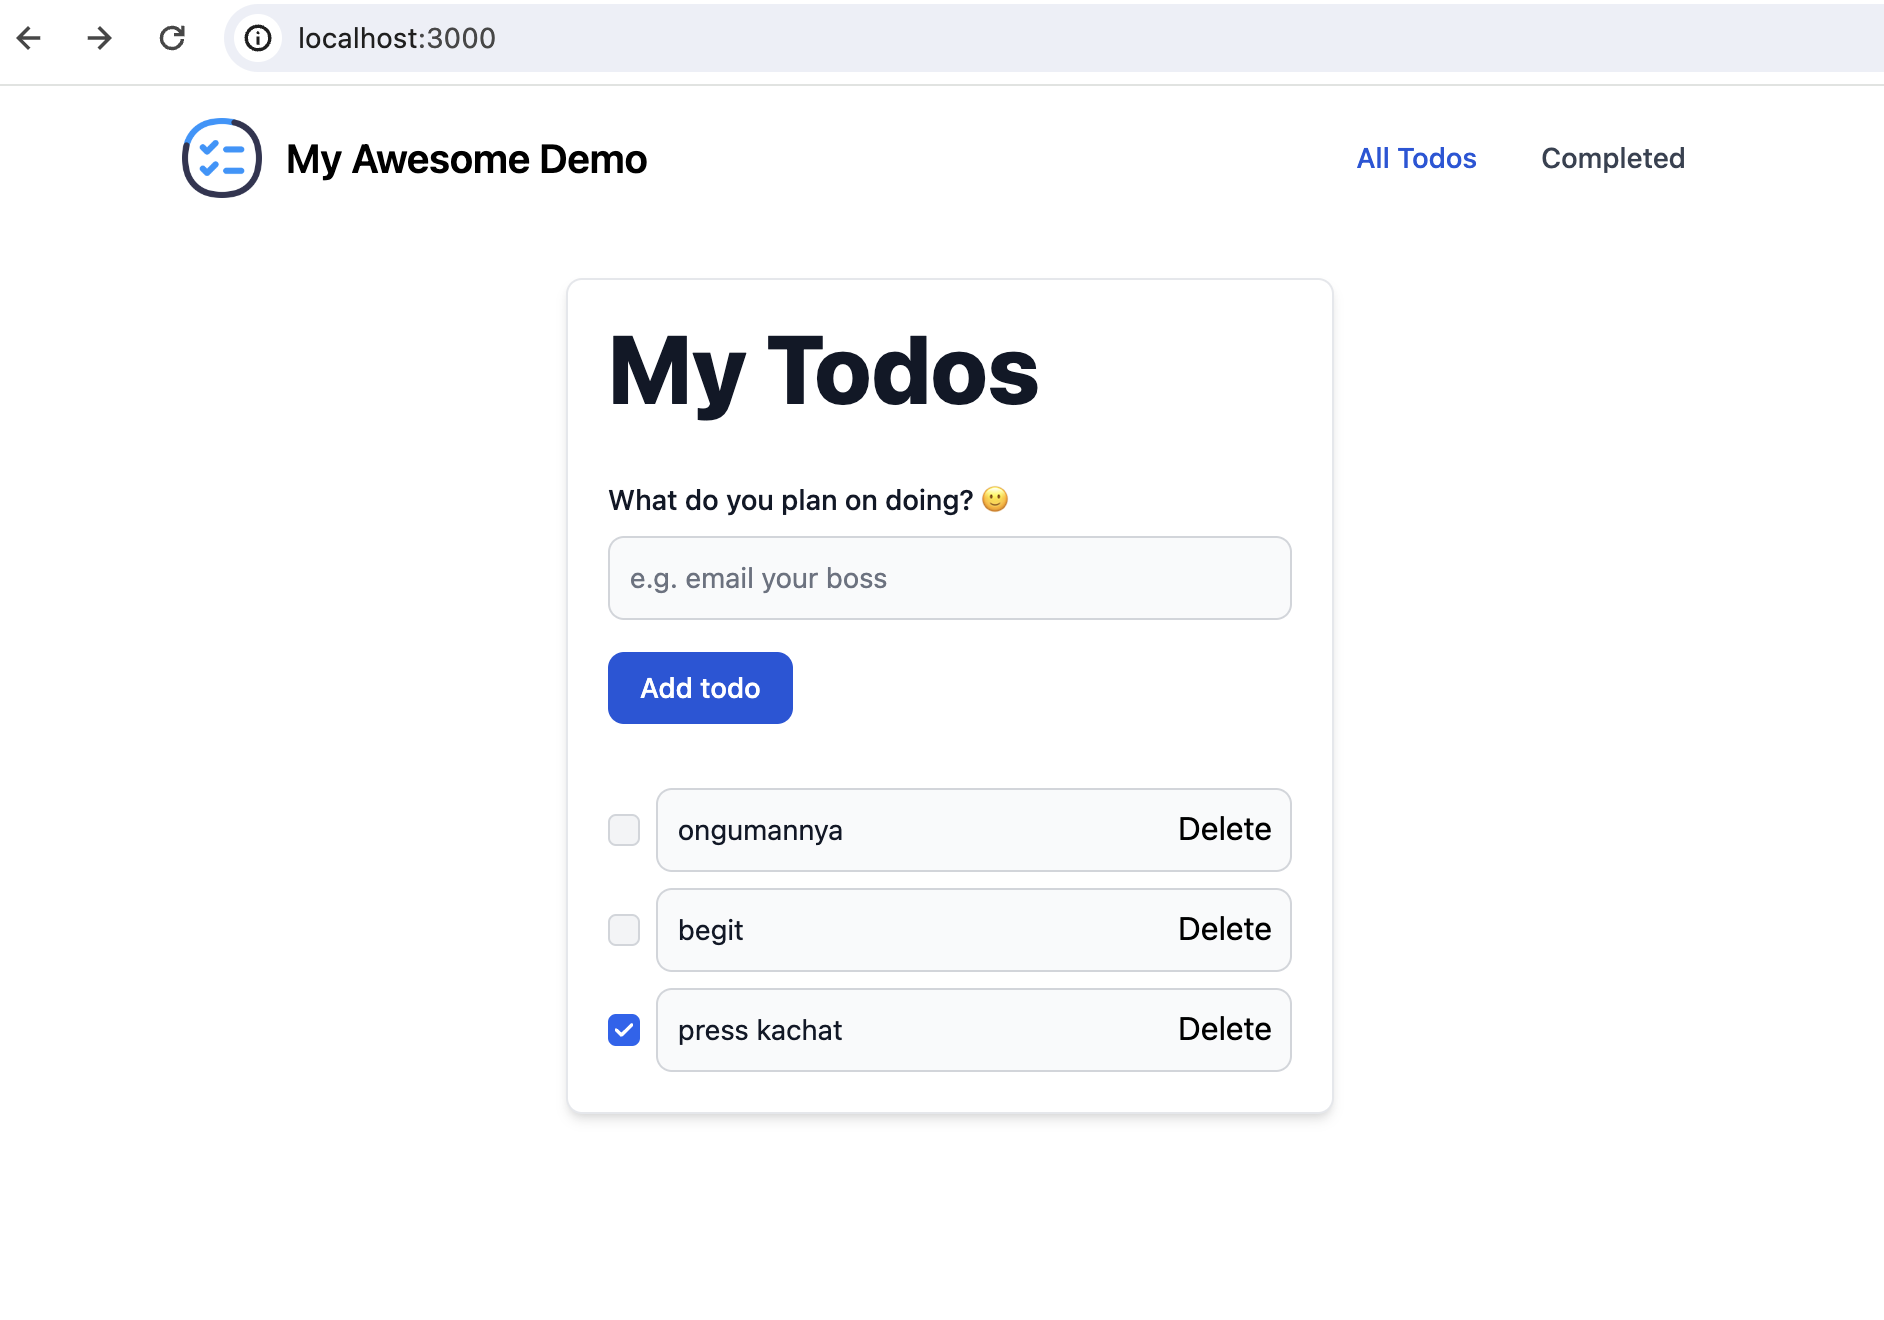 localhost:3000
My Awesome Demo
All Todos
Completed
My Todos
What do you plan on doing? 🙂
e.g. email your boss
Add todo
ongumannya Delete
begit Delete
press kachat Delete